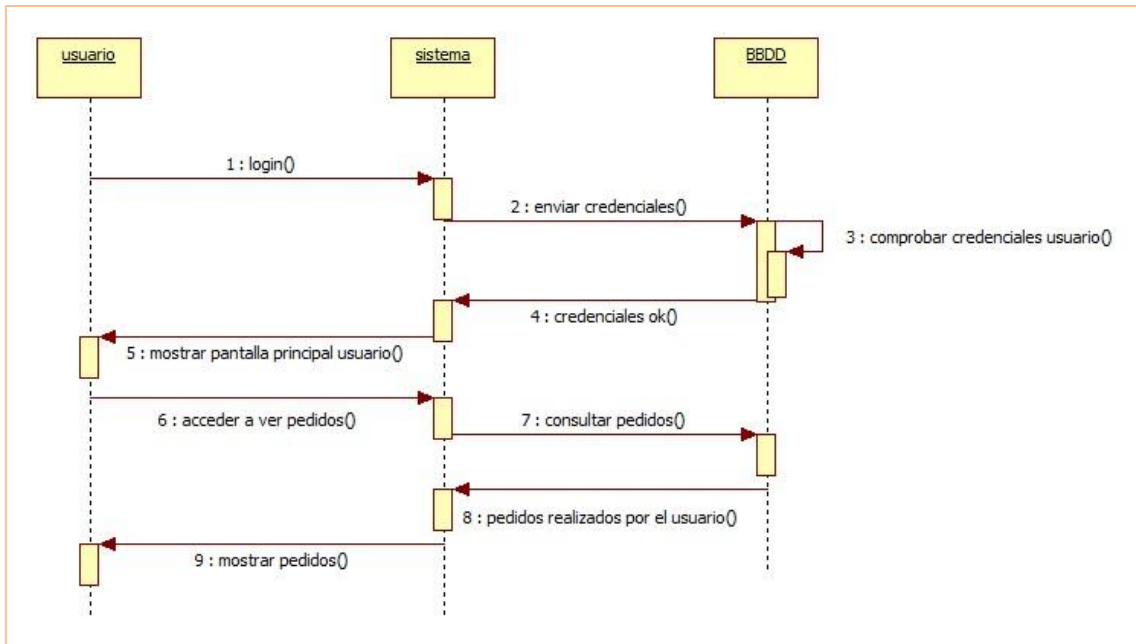 usuario
sistema
BBDD
1 : login()
2 : enviar credenciales()
3 : comprobar credenciales usuario()
4 : credenciales ok()
5 : mostrar pantalla principal usuario()
6 : acceder a ver pedidos()
7 : consultar pedidos()
8 : pedidos realizados por el usuario()
9 : mostrar pedidos()